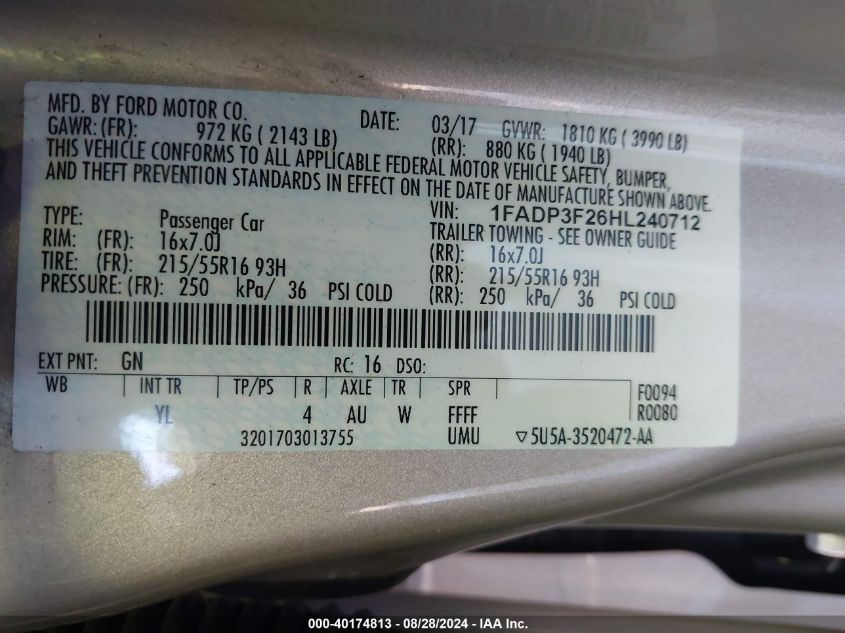 MFD. BY FORD MOTOR CO. DATE: 03/17 GVWR: 1810 KG ( 3990 LB)
GAWR: (FR): 972 KG ( 2143 LB) (RR): 880 KG ( 1940 LB)
THIS VEHICLE CONFORMS TO ALL APPLICABLE FEDERAL MOTOR VEHICLE SAFETY, BUMPER,
AND THEFT PREVENTION STANDARDS IN EFFECT ON THE DATE OF MANUFACTURE SHOWN ABOVE.
VIN: 1FADP3F26HL240712
TYPE: Passenger Car TRAILER TOWING - SEE OWNER GUIDE
RIM: (FR): 16x7.0J (RR): 16x7.0J
TIRE: (FR): 215/55R16 93H (RR): 215/55R16 93H
PRESSURE: (FR): 250 kPa/ 36 PSI COLD (RR): 250 kPa/ 36 PSI COLD
EXT PNT: GN RC: 16 DSO:
WB INT TR TP/PS R AXLE TR SPR F0094
YL 4 AU W FFFF R0080
3201703013755 UMU ▽5U5A-3520472-AA
000-40174813 - 08/28/2024 - IAA Inc.